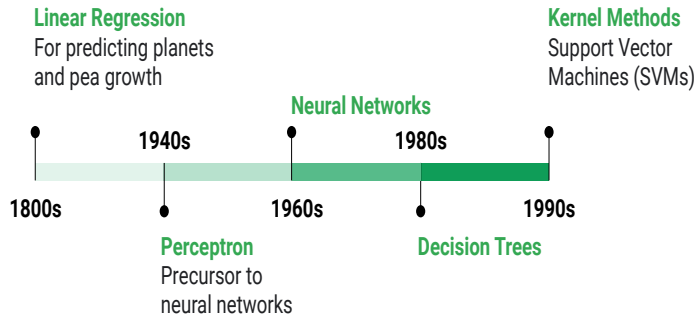 Linear Regression
For predicting planets
and pea growth
Kernel Methods
Support Vector
Machines (SVMs)
Neural Networks
1940s
1980s
1800s
1960s
1990s
Perceptron
Precursor to
neural networks
Decision Trees